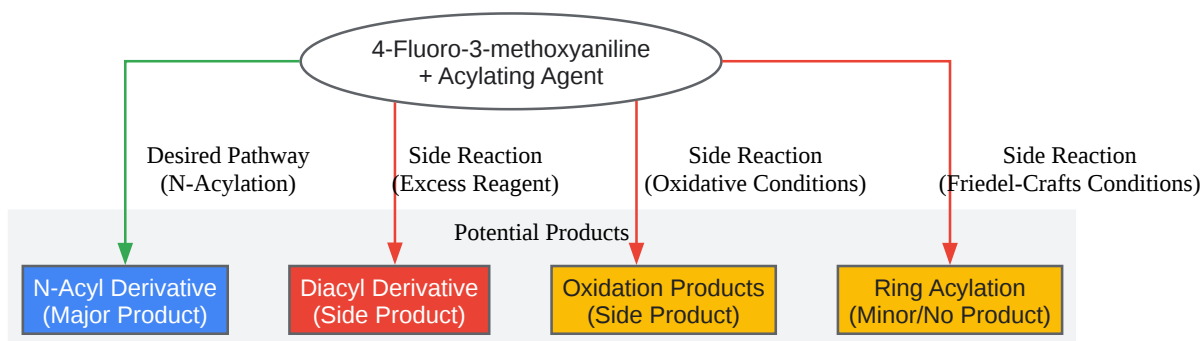 4-Fluoro-3-methoxyaniline
+ Acylating Agent
Desired Pathway
(N-Acylation)
Side Reaction
(Excess Reagent)
Side Reaction
(Oxidative Conditions)
Side Reaction
(Friedel-Crafts Conditions)
Potential Products
N-Acyl Derivative
(Major Product)
Diacyl Derivative
(Side Product)
Oxidation Products
(Side Product)
Ring Acylation
(Minor/No Product)